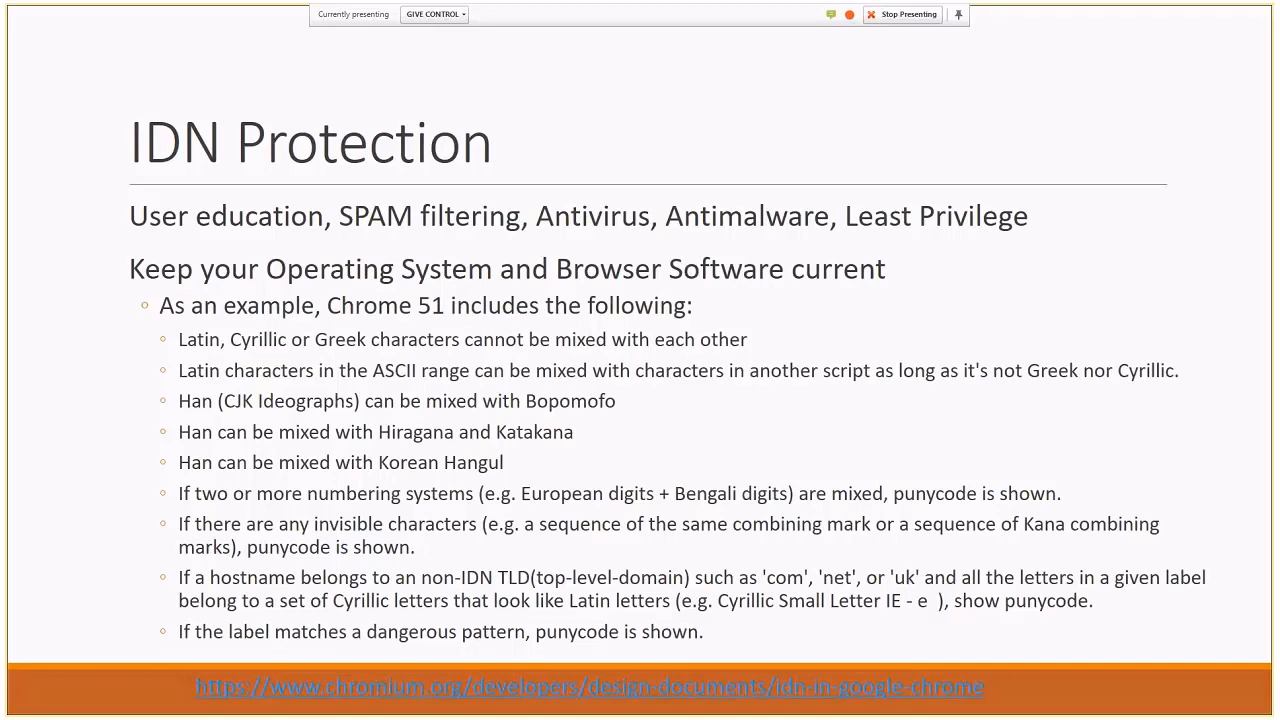 Currently presenting GIVE CONTROL Stop Presenting
IDN Protection
User education, SPAM filtering, Antivirus, Antimalware, Least Privilege
Keep your Operating System and Browser Software current
◦ As an example, Chrome 51 includes the following:
◦ Latin, Cyrillic or Greek characters cannot be mixed with each other
◦ Latin characters in the ASCII range can be mixed with characters in another script as long as it's not Greek nor Cyrillic.
◦ Han (CJK Ideographs) can be mixed with Bopomofo
◦ Han can be mixed with Hiragana and Katakana
◦ Han can be mixed with Korean Hangul
◦ If two or more numbering systems (e.g. European digits + Bengali digits) are mixed, punycode is shown.
◦ If there are any invisible characters (e.g. a sequence of the same combining mark or a sequence of Kana combining
marks), punycode is shown.
◦ If a hostname belongs to an non-IDN TLD(top-level-domain) such as 'com', 'net', or 'uk' and all the letters in a given label
belong to a set of Cyrillic letters that look like Latin letters (e.g. Cyrillic Small Letter IE - е ), show punycode.
◦ If the label matches a dangerous pattern, punycode is shown.
https://www.chromium.org/developers/design-documents/idn-in-google-chrome